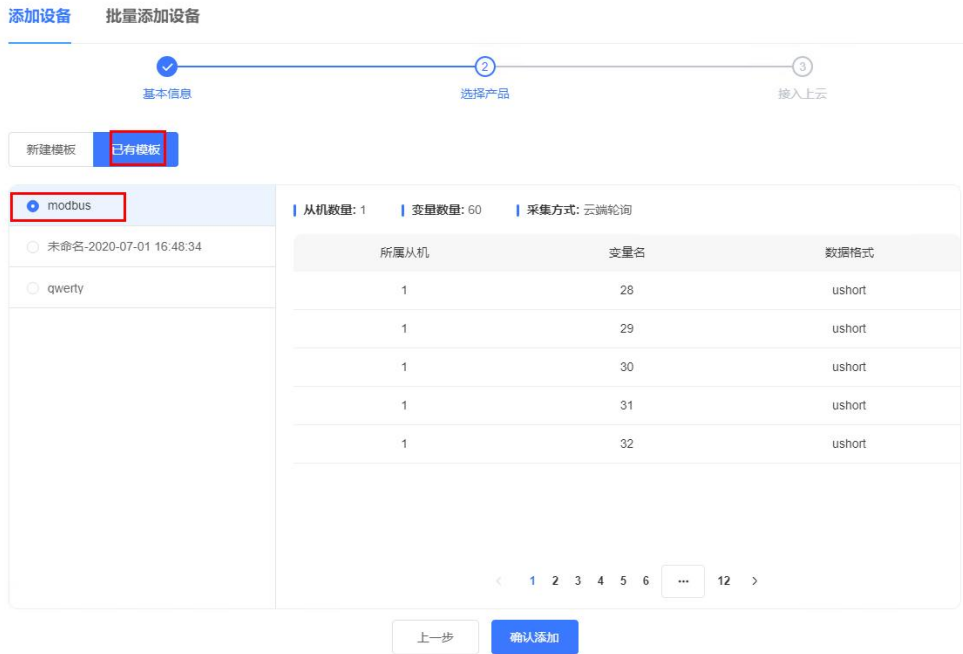 添加设备 批量添加设备
2 3
基本信息 选择产品 接入上云
新建模板 已有模板
modbus
未命名-2020-07-01 16:48:34
qwerty
从机数量: 1 变量数量: 60 采集方式: 云端轮询
所属从机 变量名 数据格式
1 28 ushort
1 29 ushort
1 30 ushort
1 31 ushort
1 32 ushort
< 1 2 3 4 5 6 ··· 12 >
上一步 确认添加